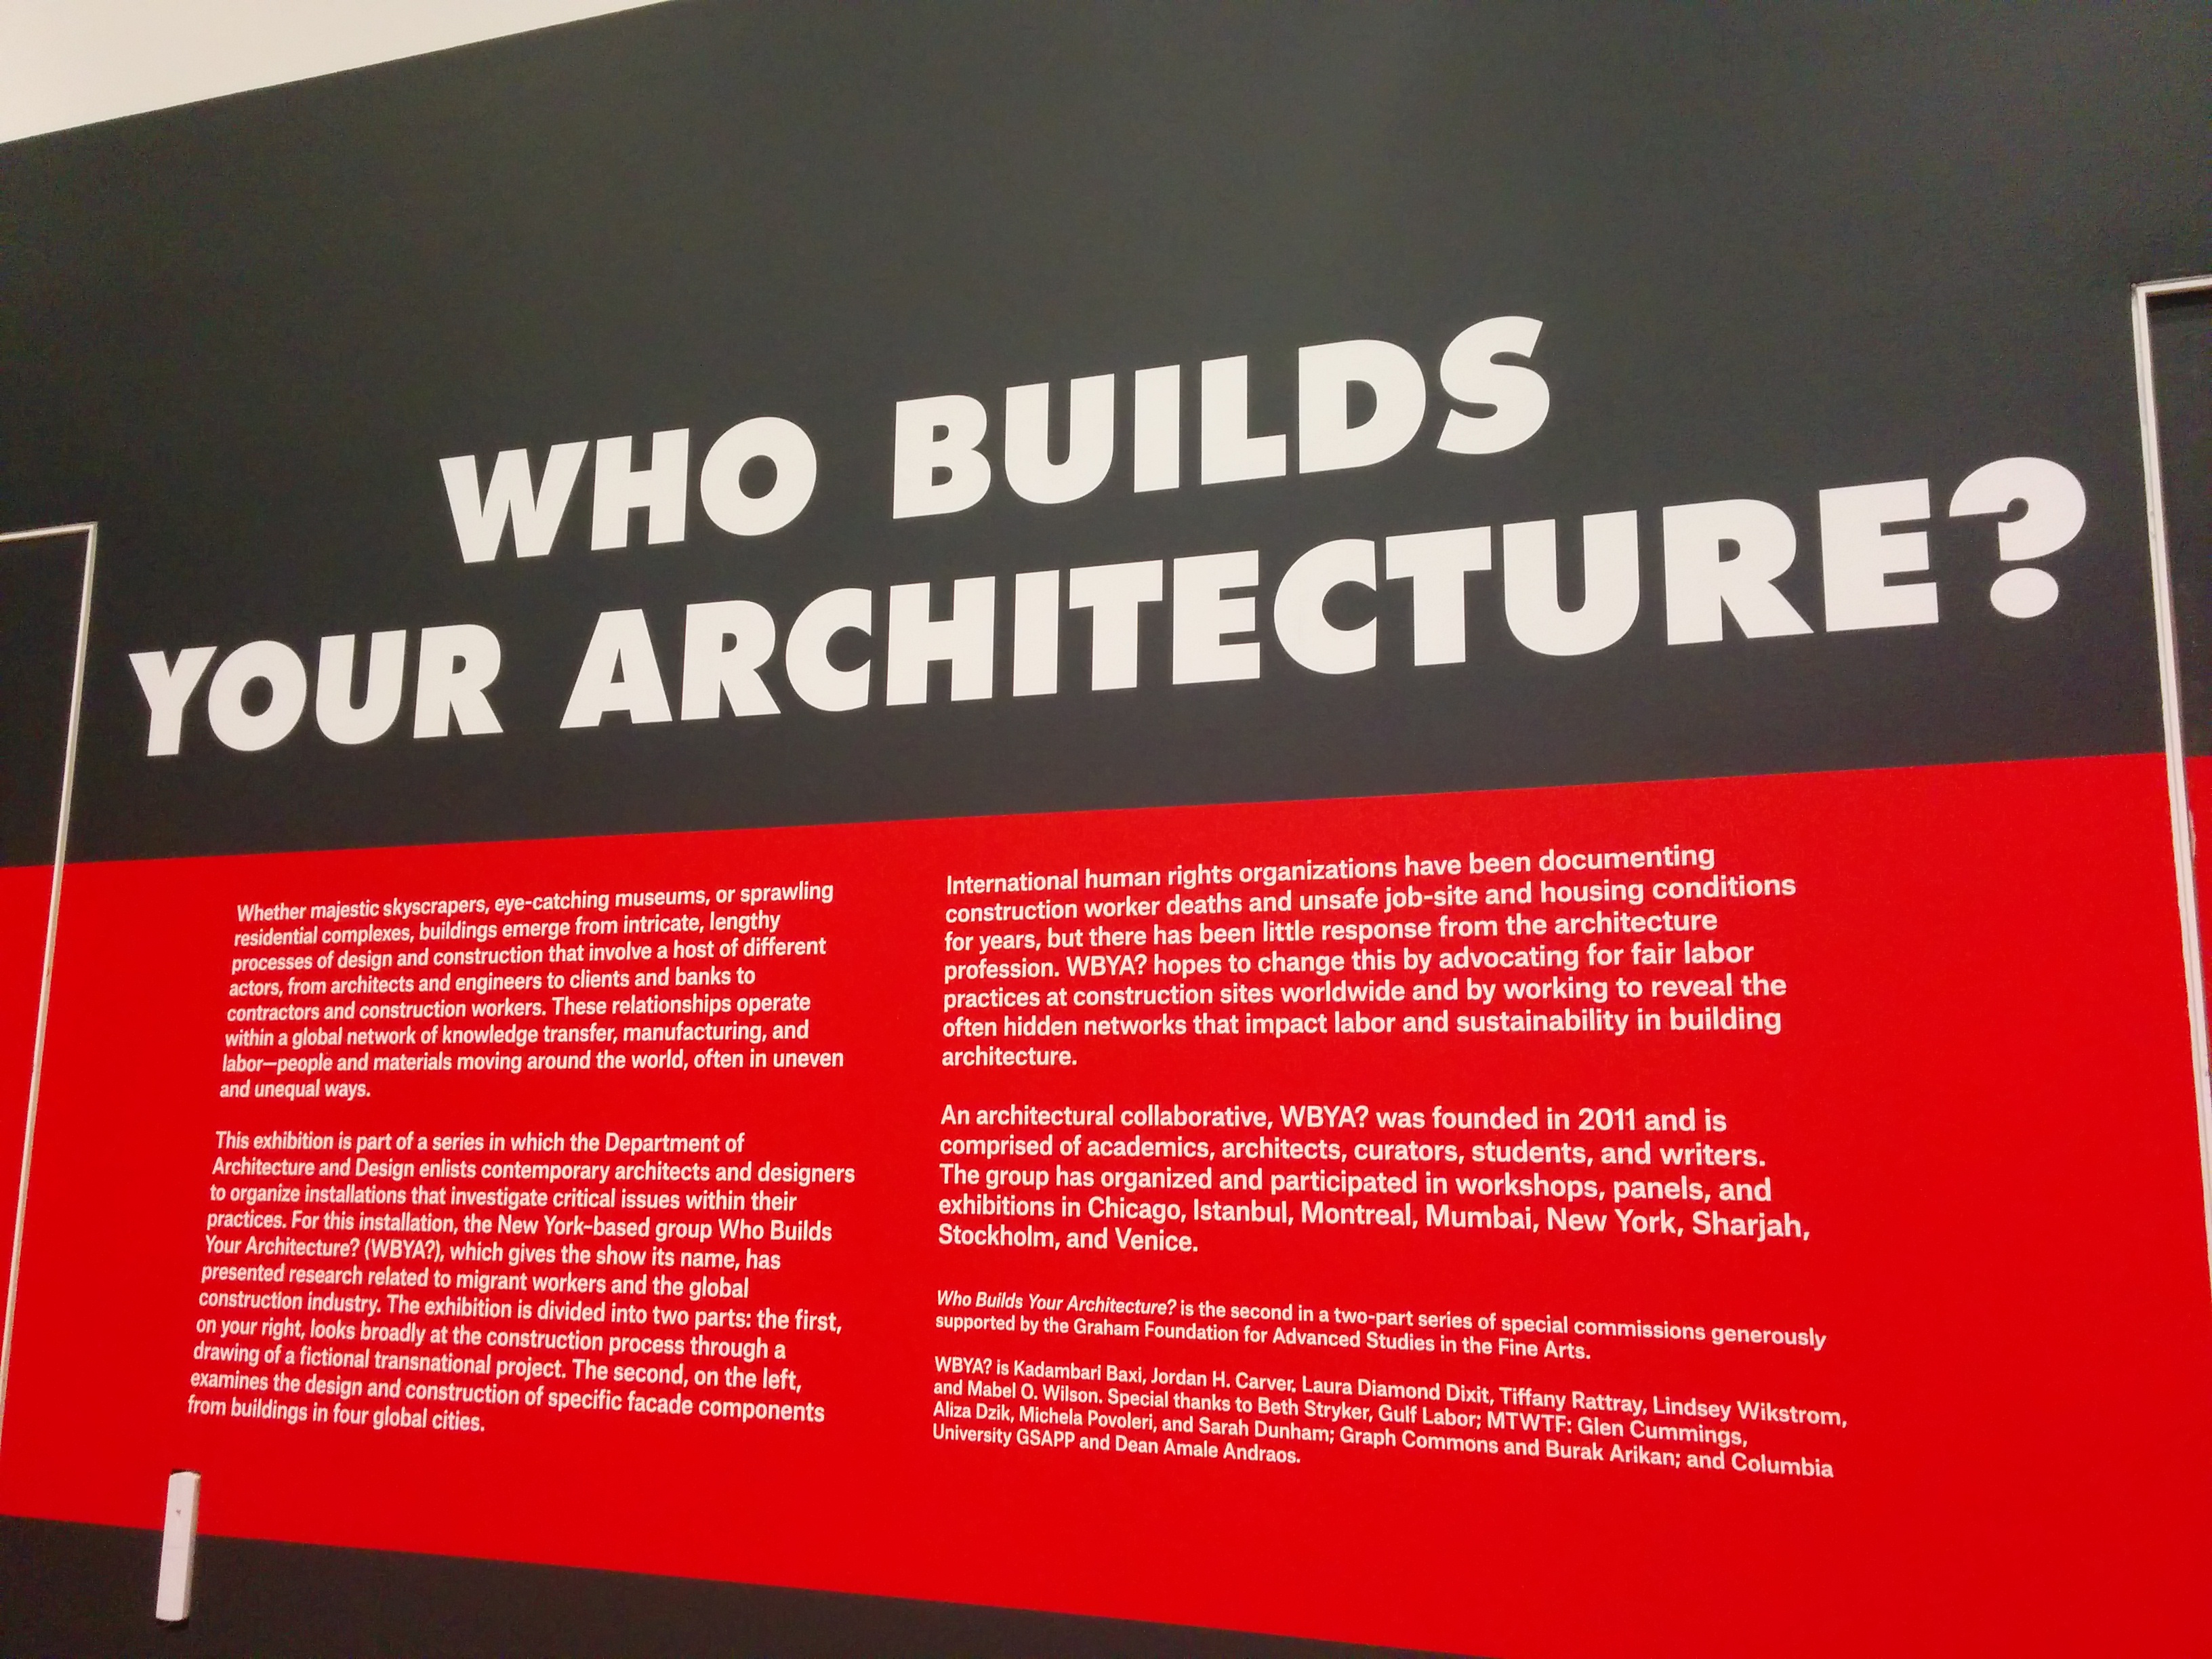 WHO BUILDS
YOUR ARCHITECTURE?
Whether majestic skyscrapers, eye-catching museums, or sprawling
residential complexes, buildings emerge from intricate, lengthy
processes of design and construction that involve a host of different
actors, from architects and engineers to clients and banks to
contractors and construction workers. These relationships operate
within a global network of knowledge transfer, manufacturing, and
labor—people and materials moving around the world, often in uneven
and unequal ways.
This exhibition is part of a series in which the Department of
Architecture and Design enlists contemporary architects and designers
to organize installations that investigate critical issues within their
practices. For this installation, the New York–based group Who Builds
Your Architecture? (WBYA?), which gives the show its name, has
presented research related to migrant workers and the global
construction industry. The exhibition is divided into two parts: the first,
on your right, looks broadly at the construction process through a
drawing of a fictional transnational project. The second, on the left,
examines the design and construction of specific facade components
from buildings in four global cities.
International human rights organizations have been documenting
construction worker deaths and unsafe job-site and housing conditions
for years, but there has been little response from the architecture
profession. WBYA? hopes to change this by advocating for fair labor
practices at construction sites worldwide and by working to reveal the
often hidden networks that impact labor and sustainability in building
architecture.
An architectural collaborative, WBYA? was founded in 2011 and is
comprised of academics, architects, curators, students, and writers.
The group has organized and participated in workshops, panels, and
exhibitions in Chicago, Istanbul, Montreal, Mumbai, New York, Sharjah,
Stockholm, and Venice.
Who Builds Your Architecture? is the second in a two-part series of special commissions generously
supported by the Graham Foundation for Advanced Studies in the Fine Arts.
WBYA? is Kadambari Baxi, Jordan H. Carver, Laura Diamond Dixit, Tiffany Rattray, Lindsey Wikstrom,
and Mabel O. Wilson. Special thanks to Beth Stryker, Gulf Labor; MTWTF: Glen Cummings,
Aliza Dzik, Michela Povoleri, and Sarah Dunham; Graph Commons and Burak Arikan; and Columbia
University GSAPP and Dean Amale Andraos.